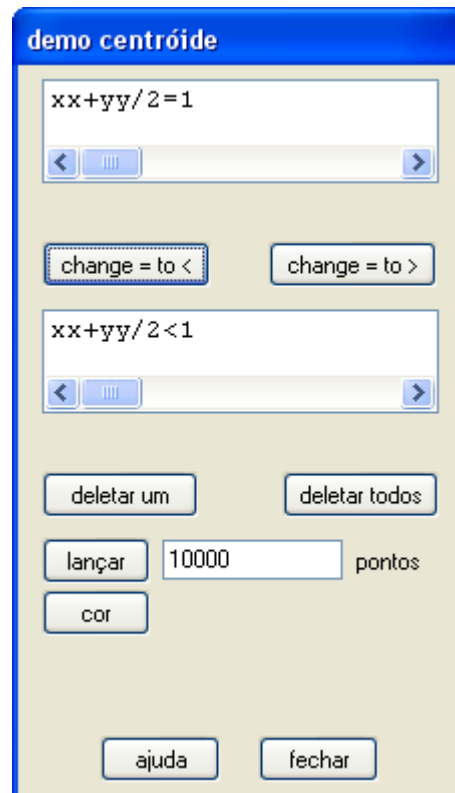 demo centróide
xx+yy/2=1
change = to < change = to >
xx+yy/2<1
deletar um deletar todos
lançar 10000 pontos
cor
ajuda fechar